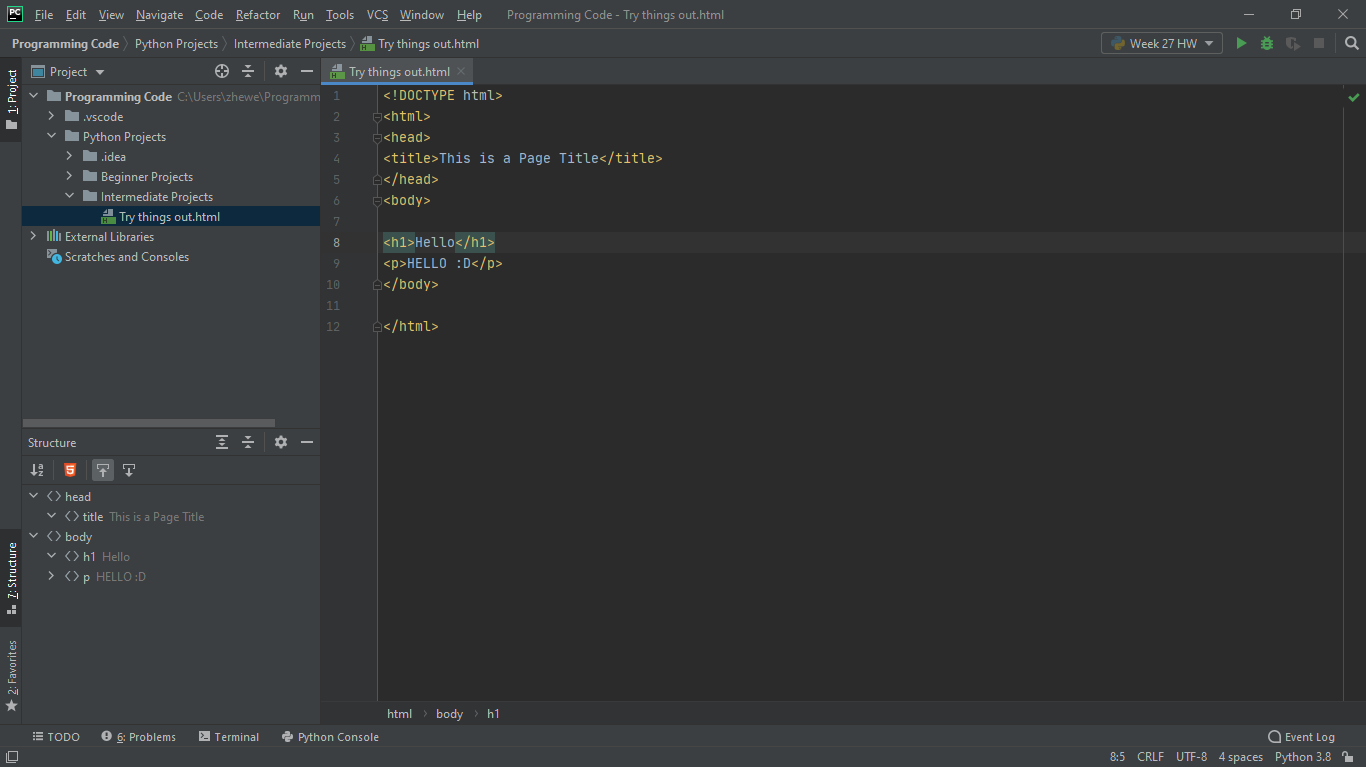 PC File Edit View Navigate Code Refactor Run Tools VCS Window Help Programming Code - Try things out.html
Programming Code Python Projects Intermediate Projects Try things out.html Week 27 HW
1: Project
Project
Programming Code C:\Users\zhewe\Programm
.vscode
Python Projects
.idea
Beginner Projects
Intermediate Projects
Try things out.html
External Libraries
Scratches and Consoles
Try things out.html
1 <!DOCTYPE html>
2 <html>
3 <head>
4 <title>This is a Page Title</title>
5 </head>
6 <body>
7
8 <h1>Hello</h1>
9 <p>HELLO :D</p>
10 </body>
11
12 </html>
Structure
head
title This is a Page Title
body
h1 Hello
p HELLO :D
7: Structure
2: Favorites
html body h1
TODO 6: Problems Terminal Python Console Event Log
8:5 CRLF UTF-8 4 spaces Python 3.8